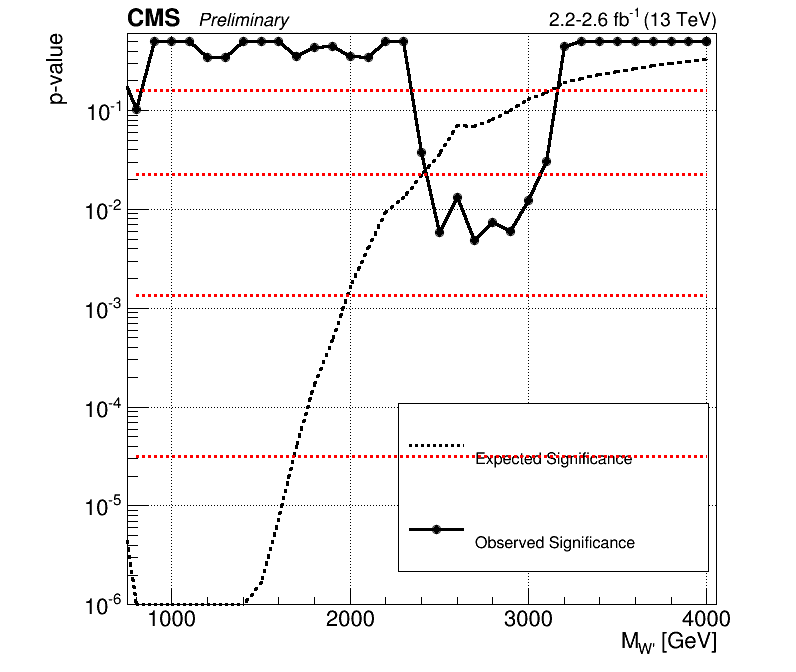 CMS Preliminary 2.2-2.6 fb⁻¹ (13 TeV)
p-value
10⁻¹
10⁻²
10⁻³
10⁻⁴
10⁻⁵
10⁻⁶
Expected Significance
Observed Significance
1000 2000 3000 4000
M_W' [GeV]